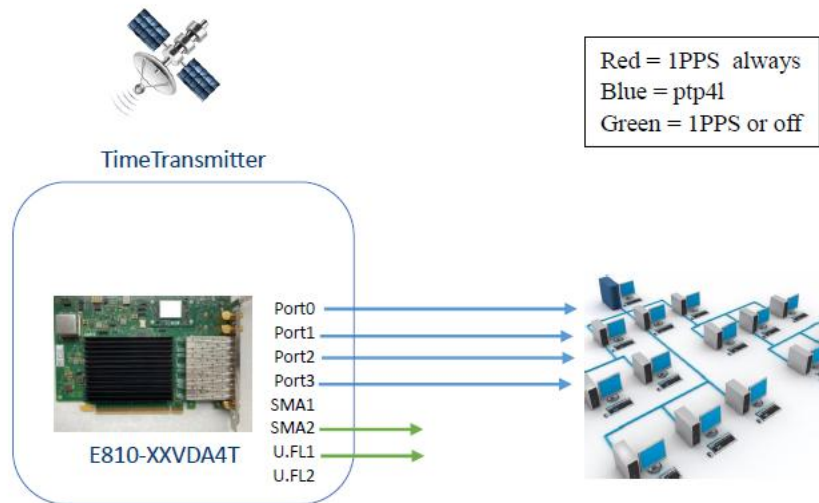 Red = 1PPS always
Blue = ptp4l
Green = 1PPS or off
TimeTransmitter
Port0
Port1
Port2
Port3
SMA1
SMA2
U.FL1
U.FL2
E810-XXVDA4T